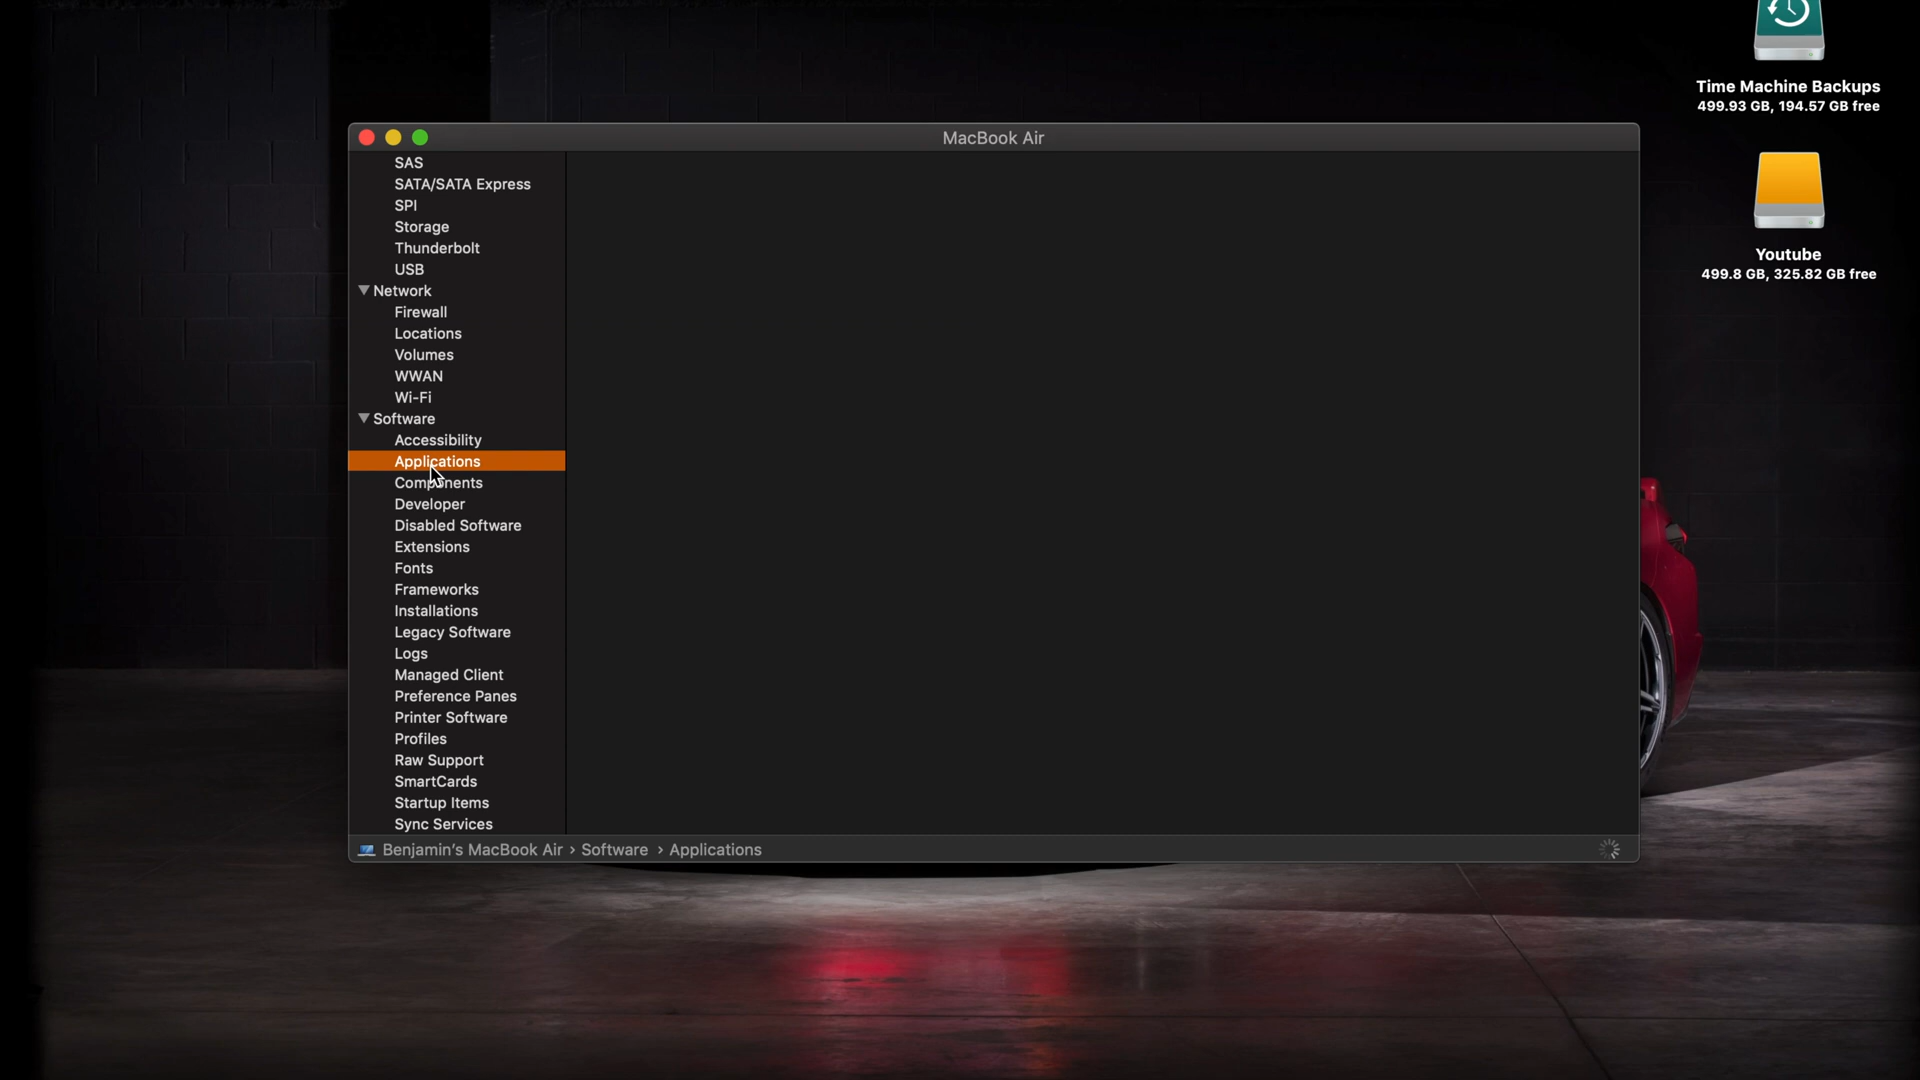 Time Machine Backups
499.93 GB, 194.57 GB free
Youtube
499.8 GB, 325.82 GB free
MacBook Air
SAS
SATA/SATA Express
SPI
Storage
Thunderbolt
USB
Network
Firewall
Locations
Volumes
WWAN
Wi-Fi
Software
Accessibility
Applications
Components
Developer
Disabled Software
Extensions
Fonts
Frameworks
Installations
Legacy Software
Logs
Managed Client
Preference Panes
Printer Software
Profiles
Raw Support
SmartCards
Startup Items
Sync Services
Benjamin's MacBook Air › Software › Applications